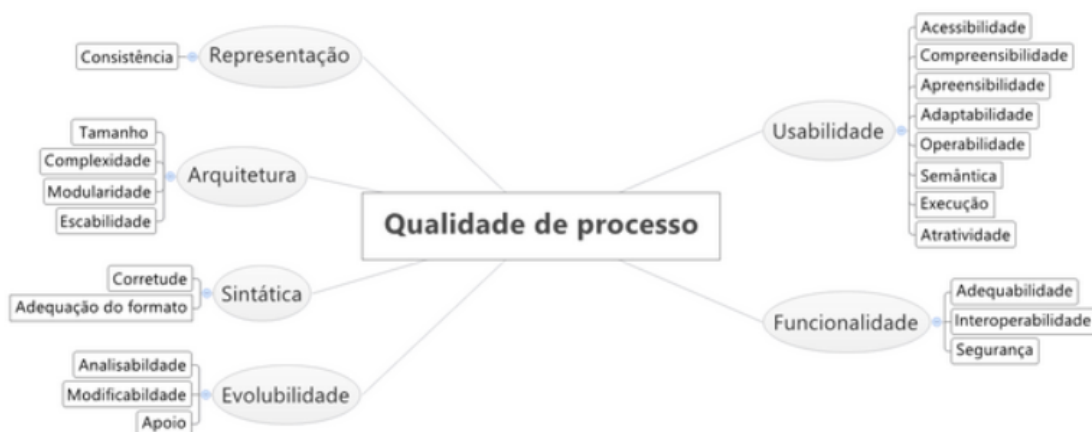 Qualidade de processo
Representação
Consistência
Arquitetura
Tamanho
Complexidade
Modularidade
Escabilidade
Sintática
Corretude
Adequação do formato
Evolubilidade
Analisabildade
Modificabildade
Apoio
Usabilidade
Acessibilidade
Compreensibilidade
Apreensibilidade
Adaptabilidade
Operabilidade
Semântica
Execução
Atratividade
Funcionalidade
Adequabilidade
Interoperabilidade
Segurança